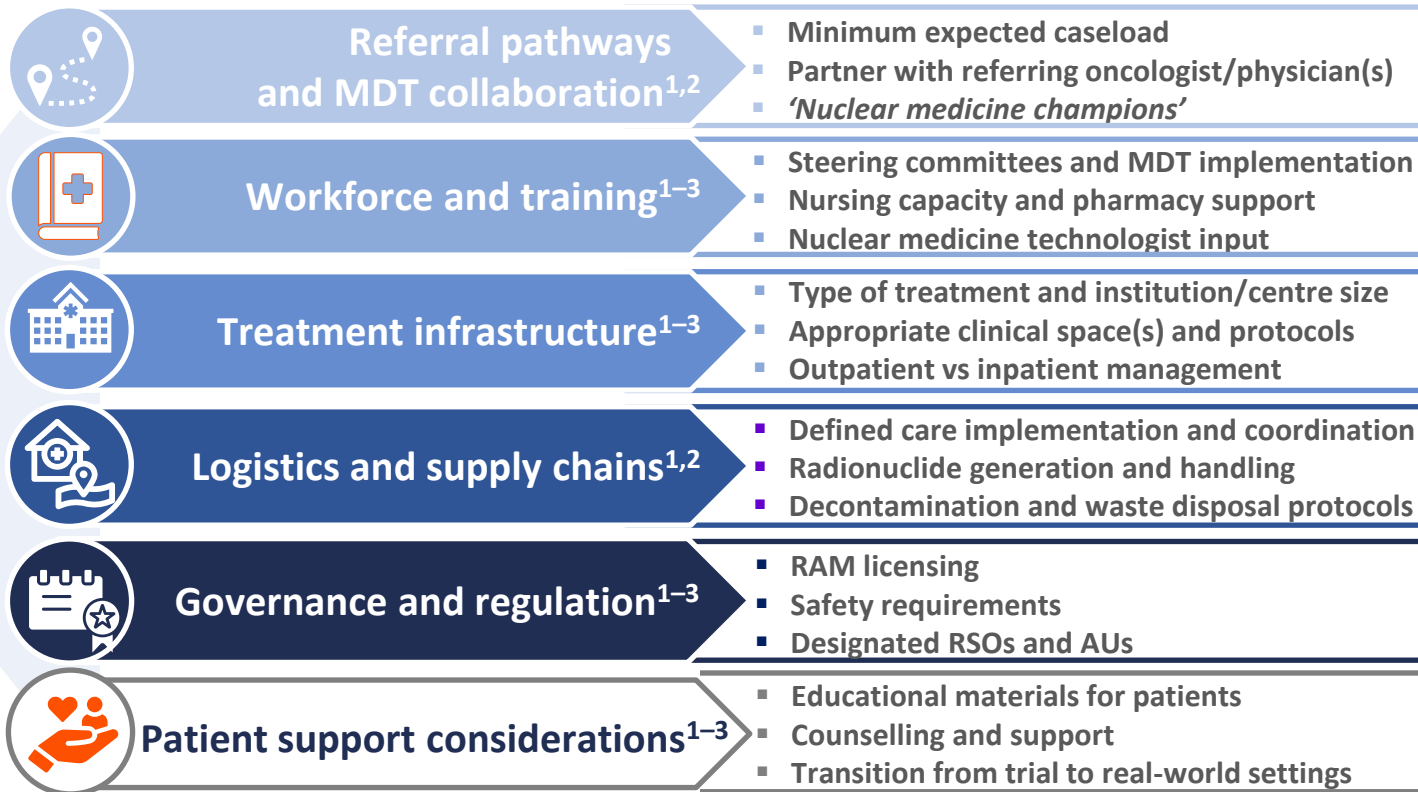 Referral pathways
and MDT collaboration1,2
▪ Minimum expected caseload
▪ Partner with referring oncologist/physician(s)
▪ ‘Nuclear medicine champions’
Workforce and training1–3
▪ Steering committees and MDT implementation
▪ Nursing capacity and pharmacy support
▪ Nuclear medicine technologist input
Treatment infrastructure1–3
▪ Type of treatment and institution/centre size
▪ Appropriate clinical space(s) and protocols
▪ Outpatient vs inpatient management
Logistics and supply chains1,2
▪ Defined care implementation and coordination
▪ Radionuclide generation and handling
▪ Decontamination and waste disposal protocols
Governance and regulation1–3
▪ RAM licensing
▪ Safety requirements
▪ Designated RSOs and AUs
Patient support considerations1–3
▪ Educational materials for patients
▪ Counselling and support
▪ Transition from trial to real-world settings